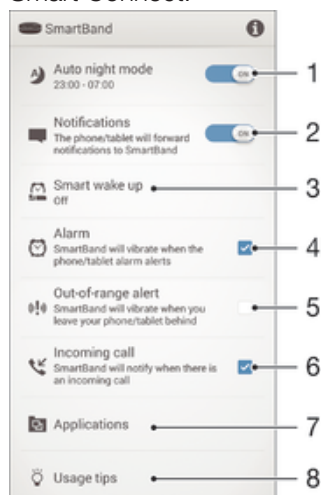 Smart Connect.
SmartBand
Auto night mode
23:00 - 07:00
ON
1
Notifications
The phone/tablet will forward
notifications to SmartBand
ON
2
Smart wake up
Off
3
Alarm
SmartBand will vibrate when the
phone/tablet alarm alerts
4
Out-of-range alert
SmartBand will vibrate when you
leave your phone/tablet behind
5
Incoming call
SmartBand will notify when there is
an incoming call
6
Applications
7
Usage tips
8